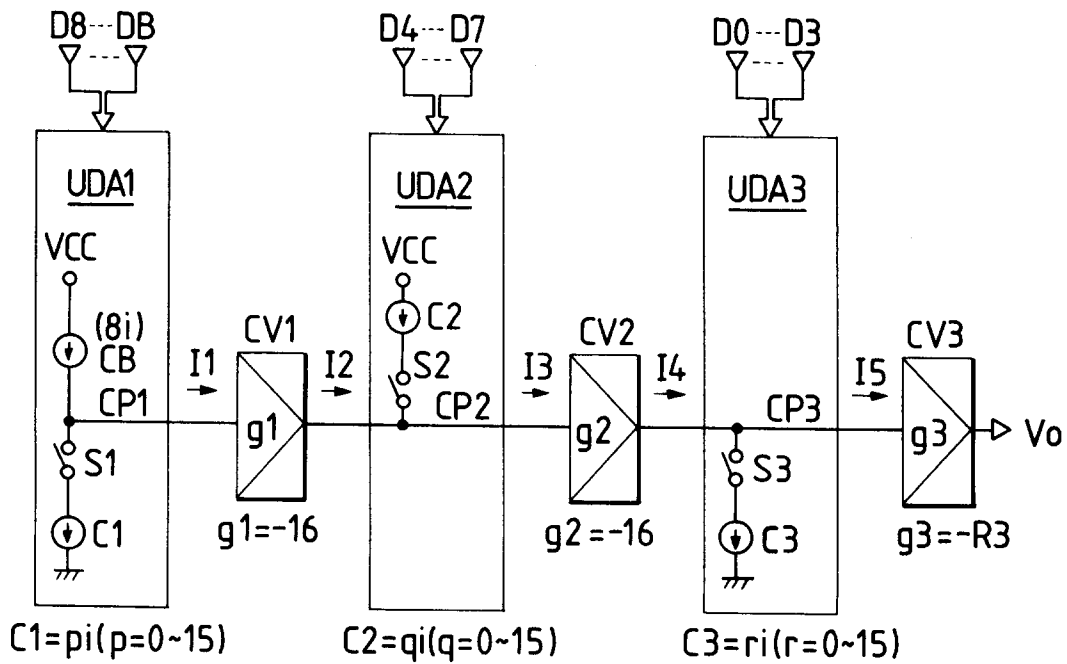 D8---DB
D4---D7
D0---D3
UDA1
UDA2
UDA3
VCC
VCC
(8i)
CB
C2
CV1
CV2
CV3
I1
I2
S2
I3
I4
I5
CP1
CP2
CP3
g1
g2
g3
Vo
S1
S3
C1
C3
g1=-16
g2=-16
g3=-R3
C1=pi(p=0~15)
C2=qi(q=0~15)
C3=ri(r=0~15)